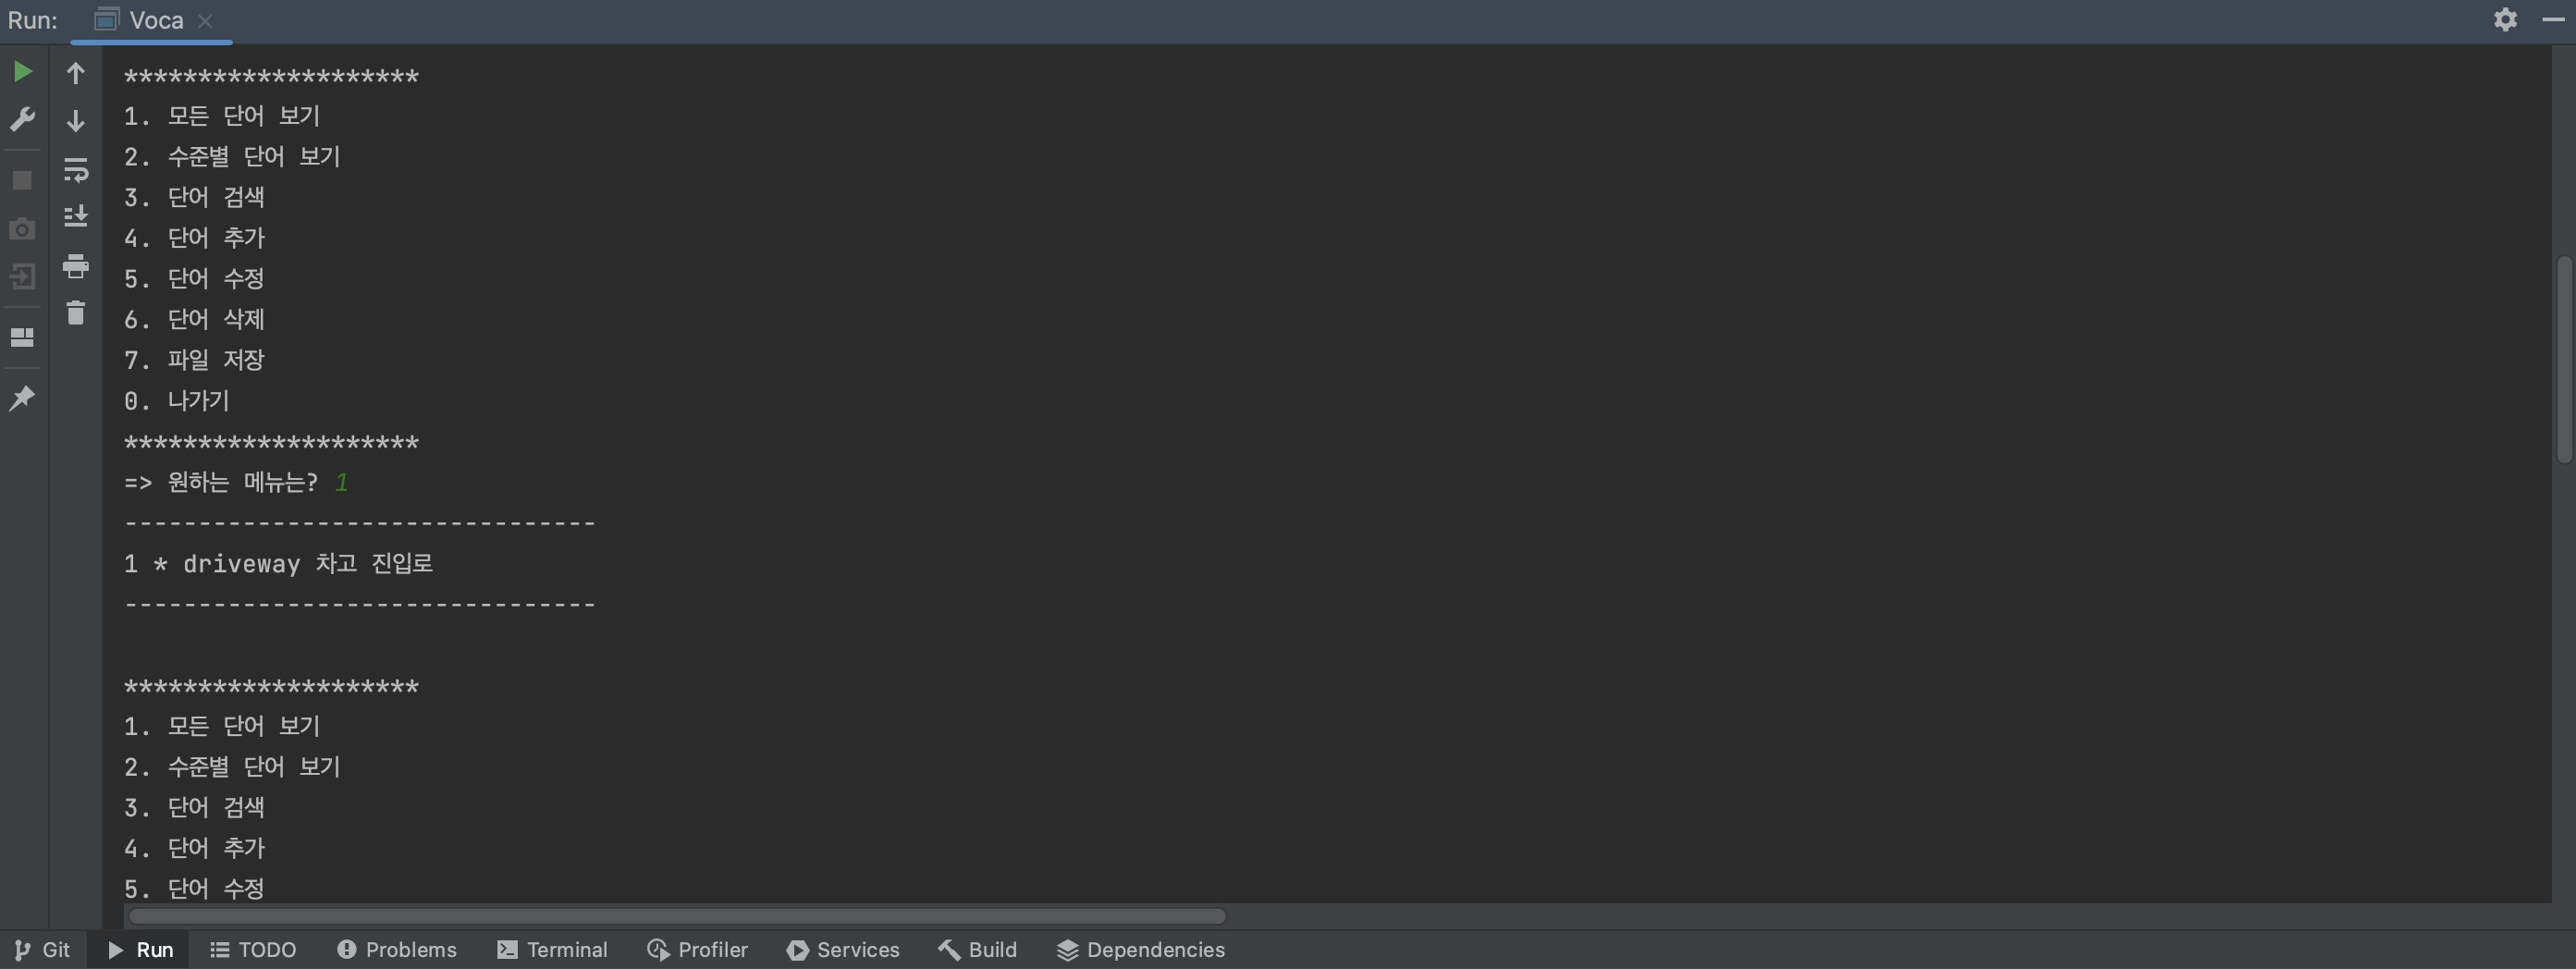 Run: Voca
********************
1. 모든 단어 보기
2. 수준별 단어 보기
3. 단어 검색
4. 단어 추가
5. 단어 수정
6. 단어 삭제
7. 파일 저장
0. 나가기
********************
=> 원하는 메뉴는? 1
--------------------------------
1 * driveway 차고 진입로
--------------------------------
********************
1. 모든 단어 보기
2. 수준별 단어 보기
3. 단어 검색
4. 단어 추가
5. 단어 수정
Git Run TODO Problems Terminal Profiler Services Build Dependencies